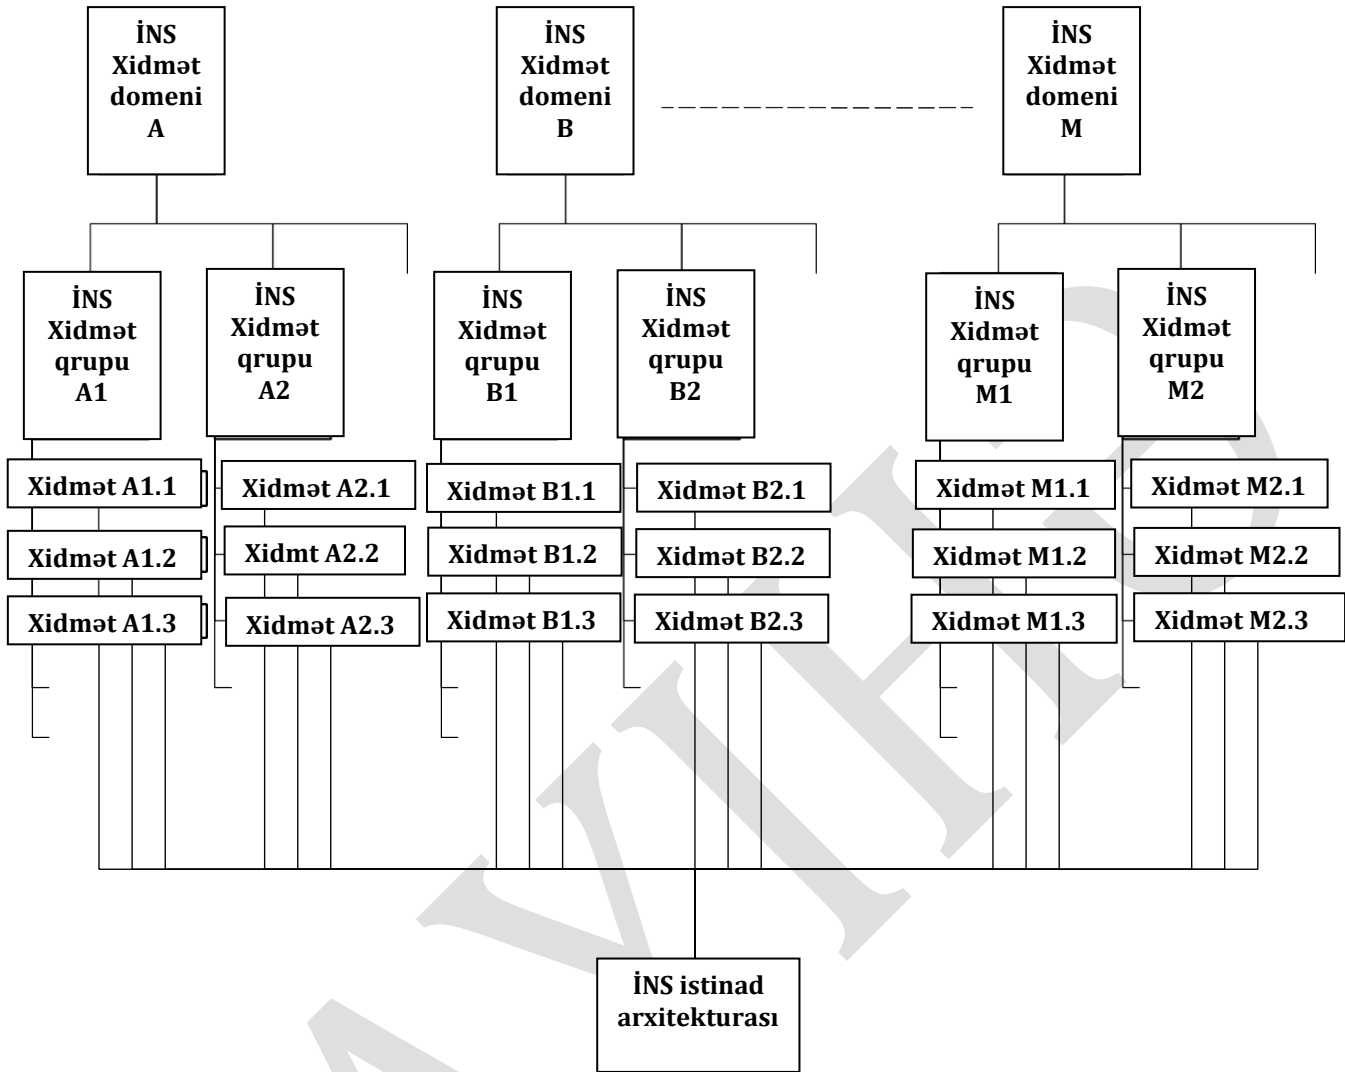 İNS
Xidmət
domeni
A
İNS
Xidmət
domeni
B
İNS
Xidmət
domeni
M
İNS
Xidmət
qrupu
A1
İNS
Xidmət
qrupu
A2
İNS
Xidmət
qrupu
B1
İNS
Xidmət
qrupu
B2
İNS
Xidmət
qrupu
M1
İNS
Xidmət
qrupu
M2
Xidmət A1.1
Xidmət A2.1
Xidmət B1.1
Xidmət B2.1
Xidmət M1.1
Xidmət M2.1
Xidmət A1.2
Xidmt A2.2
Xidmət B1.2
Xidmət B2.2
Xidmət M1.2
Xidmət M2.2
Xidmət A1.3
Xidmət A2.3
Xidmət B1.3
Xidmət B2.3
Xidmət M1.3
Xidmət M2.3
İNS istinad
arxitekturası